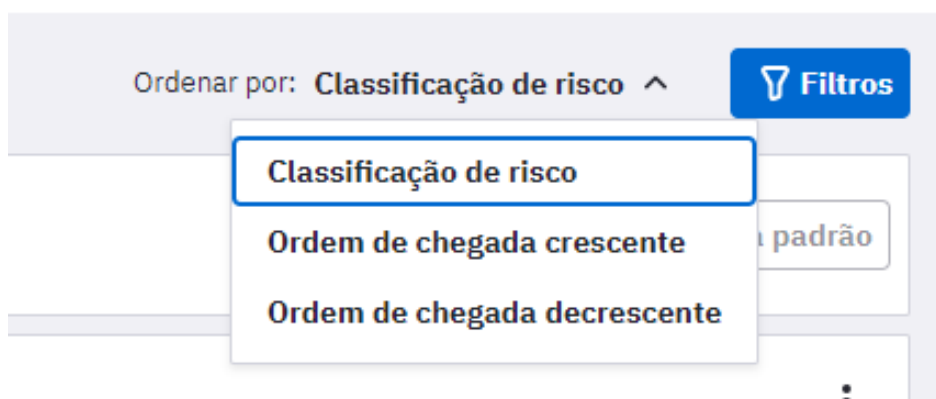 Ordenar por: Classificação de risco Filtros
Classificação de risco
Ordem de chegada crescente
padrão
Ordem de chegada decrescente